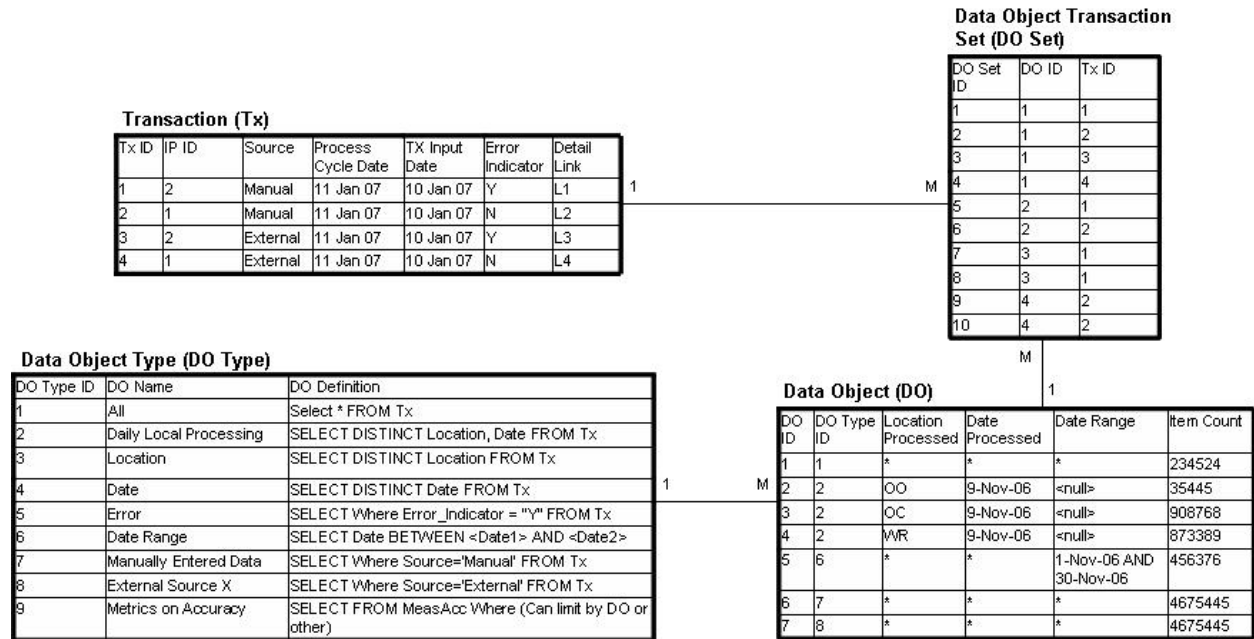 Data Object Transaction
Set (DO Set)
DO Set ID DO ID Tx ID
1 1 1
2 1 2
3 1 3
4 1 4
5 2 1
6 2 2
7 3 1
8 3 1
9 4 2
10 4 2
Transaction (Tx)
Tx ID IP ID Source Process Cycle Date TX Input Date Error Indicator Detail Link
1 2 Manual 11 Jan 07 10 Jan 07 Y L1
2 1 Manual 11 Jan 07 10 Jan 07 N L2
3 2 External 11 Jan 07 10 Jan 07 Y L3
4 1 External 11 Jan 07 10 Jan 07 N L4
1 M
M
1
Data Object Type (DO Type)
DO Type ID DO Name DO Definition
1 All Select * FROM Tx
2 Daily Local Processing SELECT DISTINCT Location, Date FROM Tx
3 Location SELECT DISTINCT Location FROM Tx
4 Date SELECT DISTINCT Date FROM Tx
5 Error SELECT Where Error_Indicator = "Y" FROM Tx
6 Date Range SELECT Date BETWEEN <Date1> AND <Date2>
7 Manually Entered Data SELECT Where Source='Manual' FROM Tx
8 External Source X SELECT Where Source='External' FROM Tx
9 Metrics on Accuracy SELECT FROM MeasAcc Where (Can limit by DO or other)
1 M
Data Object (DO)
DO ID DO Type ID Location Processed Date Processed Date Range Item Count
1 1 * * * 234524
2 2 OO 9-Nov-06 <null> 35445
3 2 OC 9-Nov-06 <null> 908768
4 2 WR 9-Nov-06 <null> 873389
5 6 * * 1-Nov-06 AND 30-Nov-06 456376
6 7 * * * 4675445
7 8 * * * 4675445